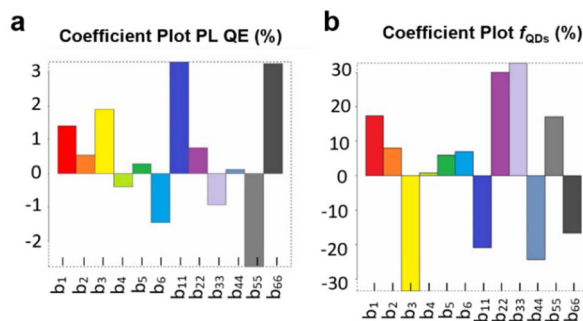 a
Coefficient Plot PL QE (%)
3
2
1
0
-1
-2
b1 b2 b3 b4 b5 b6 b11 b22 b33 b44 b55 b66
b
Coefficient Plot fQDs (%)
30
20
10
0
-10
-20
-30
b1 b2 b3 b4 b5 b6 b11 b22 b33 b44 b55 b66